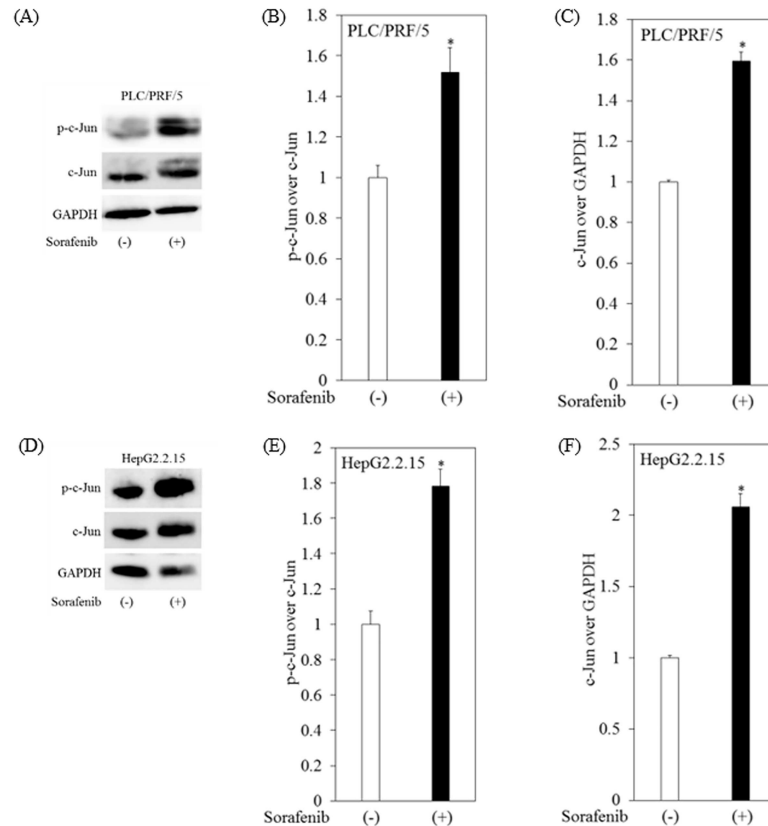 (A)
PLC/PRF/5
p-c-Jun
c-Jun
GAPDH
Sorafenib (-) (+)
(B)
PLC/PRF/5
p-c-Jun over c-Jun
1.8
1.6
1.4
1.2
1
0.8
0.6
0.4
0.2
0
*
Sorafenib (-) (+)
(C)
PLC/PRF/5
c-Jun over GAPDH
1.8
1.6
1.4
1.2
1
0.8
0.6
0.4
0.2
0
*
Sorafenib (-) (+)
(D)
HepG2.2.15
p-c-Jun
c-Jun
GAPDH
Sorafenib (-) (+)
(E)
HepG2.2.15
p-c-Jun over c-Jun
2
1.8
1.6
1.4
1.2
1
0.8
0.6
0.4
0.2
0
*
Sorafenib (-) (+)
(F)
HepG2.2.15
c-Jun over GAPDH
2.5
2
1.5
1
0.5
0
*
Sorafenib (-) (+)